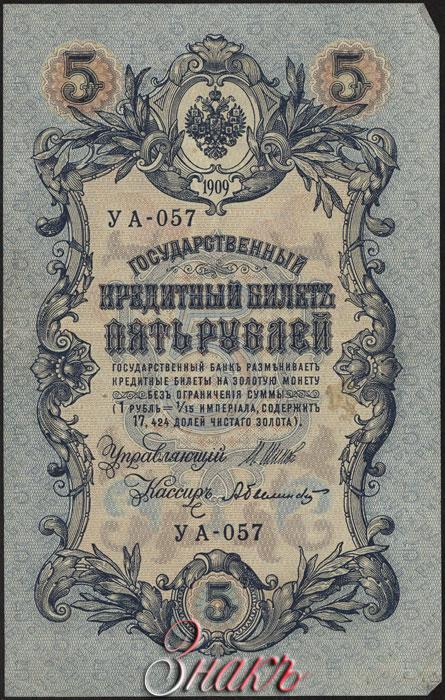 5 5
1909
УА-057
ГОСУДАРСТВЕННЫЙ
КРЕДИТНЫЙ БИЛЕТЪ
ПЯТЬ РУБЛЕЙ
ГОСУДАРСТВЕННЫЙ БАНКЪ РАЗМѢНИВАЕТЪ
КРЕДИТНЫЕ БИЛЕТЫ НА ЗОЛОТУЮ МОНЕТУ
БЕЗЪ ОГРАНИЧЕНІЯ СУММЫ
(1 РУБЛЬ = 1/15 ИМПЕРІАЛА, СОДЕРЖИТЪ
17,424 ДОЛЕЙ ЧИСТАГО ЗОЛОТА).
Управляющій
Кассиръ
УА-057
5
Знакъ